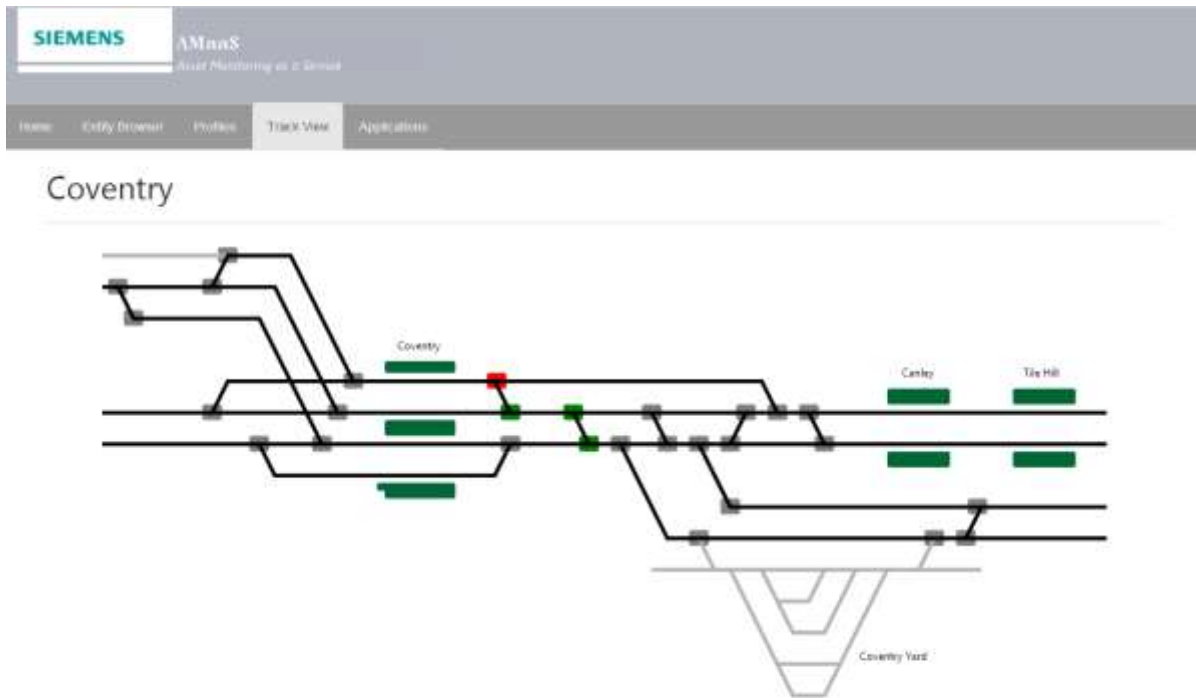 SIEMENS
AMaaS
Asset Monitoring as a Service
Home Entity Browser Profiles Track View Applications
Coventry
Coventry
Canley Tile Hill
Coventry Yard